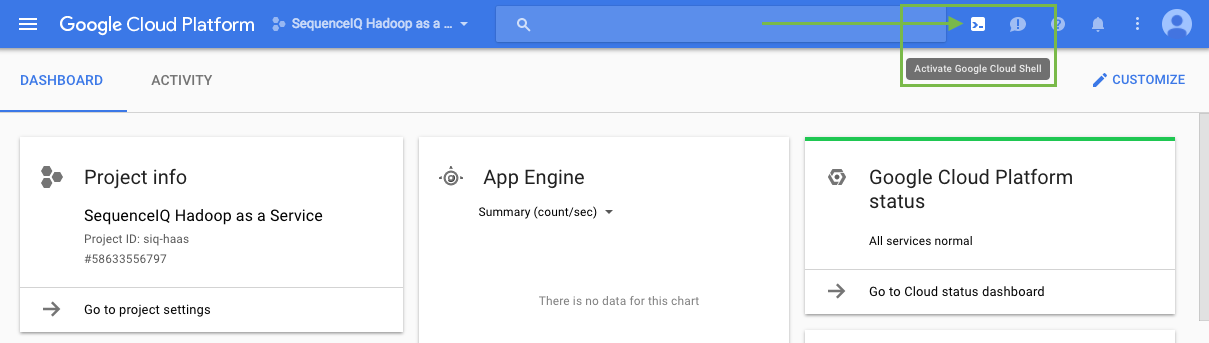 Google Cloud Platform
SequenceIQ Hadoop as a ...
Activate Google Cloud Shell
DASHBOARD
ACTIVITY
CUSTOMIZE
Project info
SequenceIQ Hadoop as a Service
Project ID: siq-haas
#58633556797
Go to project settings
App Engine
Summary (count/sec)
There is no data for this chart
Google Cloud Platform
status
All services normal
Go to Cloud status dashboard